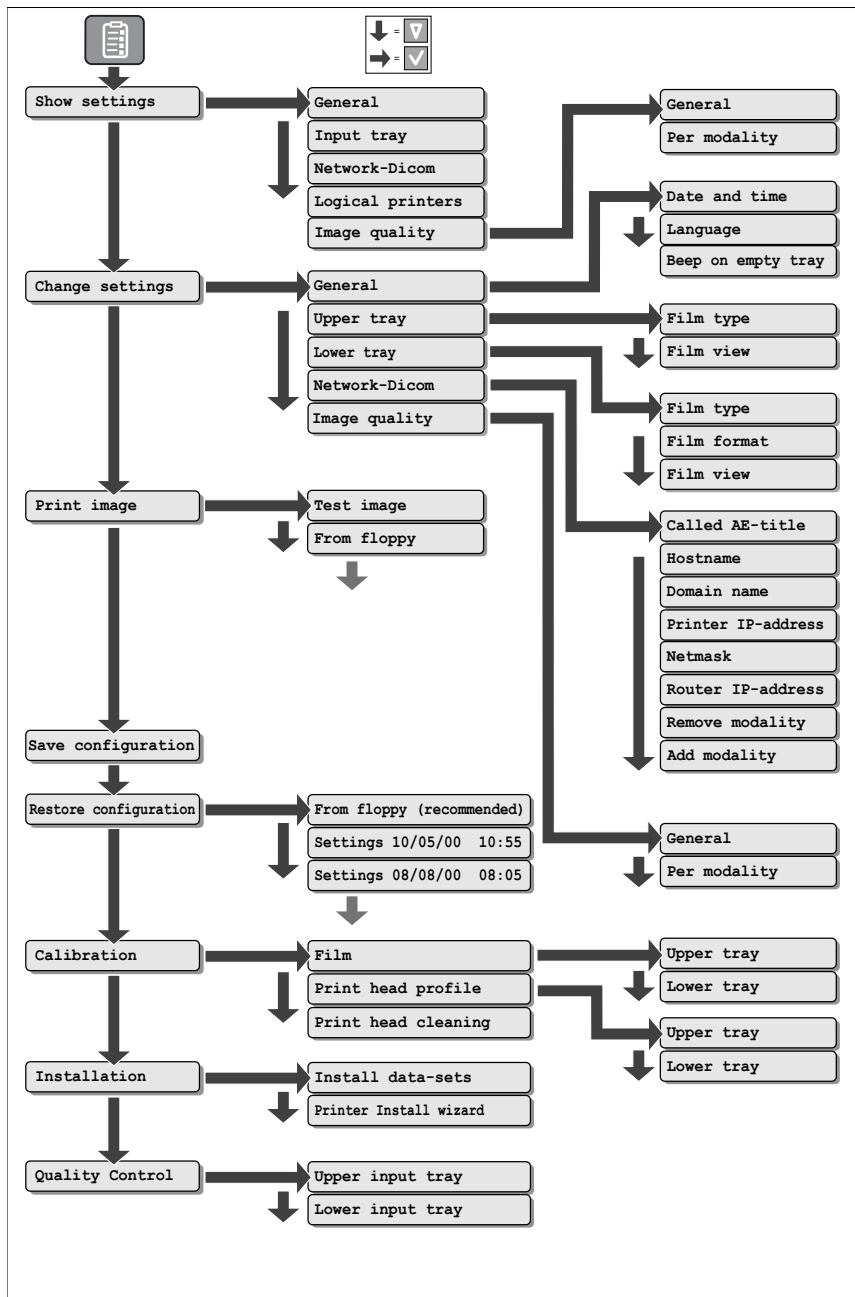 =
=
Show settings
General
Input tray
Network-Dicom
Logical printers
Image quality
General
Per modality
Change settings
General
Upper tray
Lower tray
Network-Dicom
Image quality
Date and time
Language
Beep on empty tray
Film type
Film view
Film type
Film format
Film view
Called AE-title
Hostname
Domain name
Printer IP-address
Netmask
Router IP-address
Remove modality
Add modality
General
Per modality
Print image
Test image
From floppy
Save configuration
Restore configuration
From floppy (recommended)
Settings 10/05/00 10:55
Settings 08/08/00 08:05
Calibration
Film
Print head profile
Print head cleaning
Upper tray
Lower tray
Upper tray
Lower tray
Installation
Install data-sets
Printer Install wizard
Quality Control
Upper input tray
Lower input tray